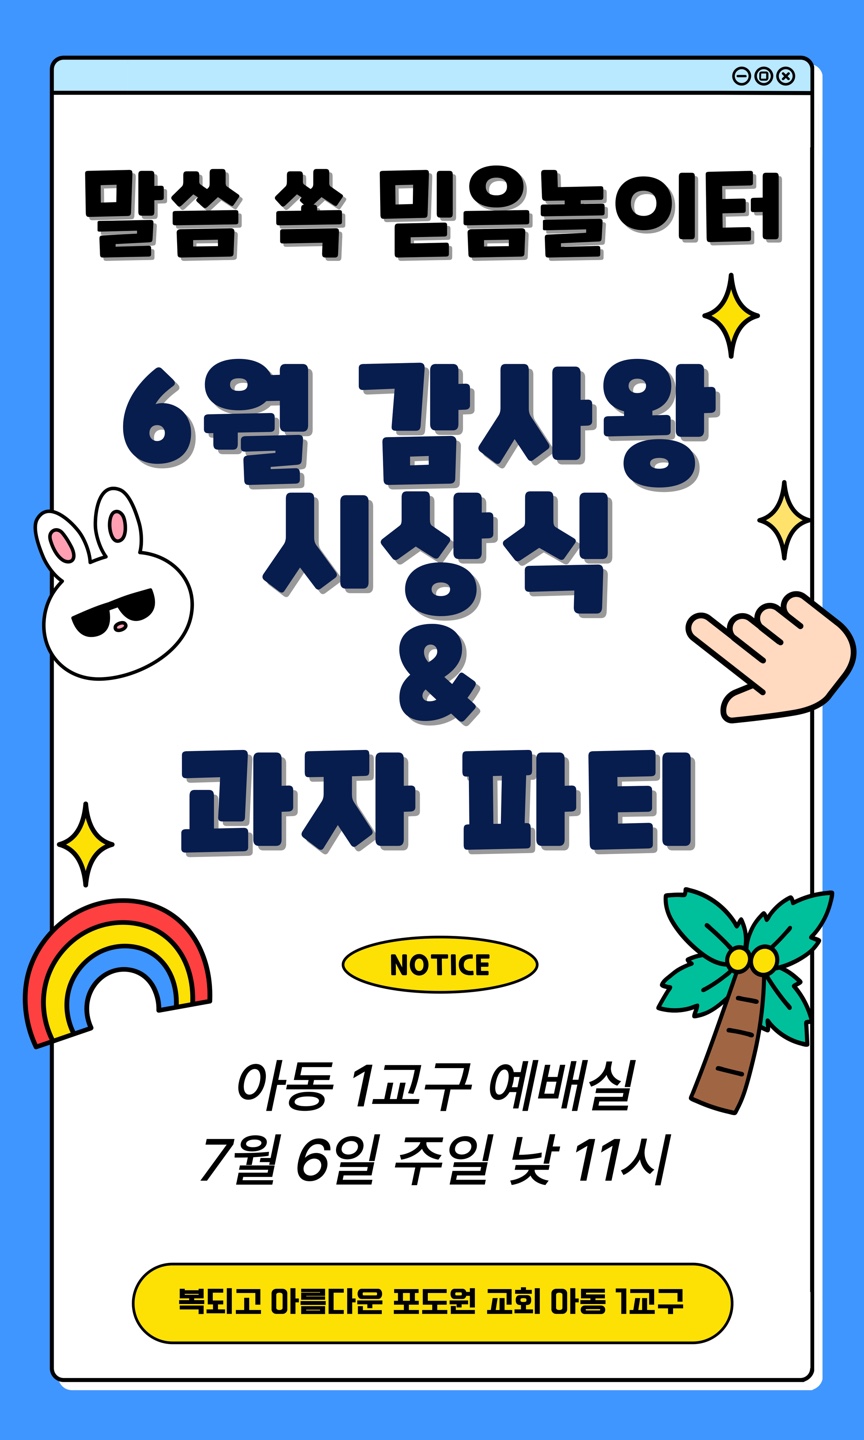 말씀 쏙 믿음놀이터
6월 감사왕
시상식
&
과자 파티
NOTICE
아동 1교구 예배실
7월 6일 주일 낮 11시
복되고 아름다운 포도원 교회 아동 1교구